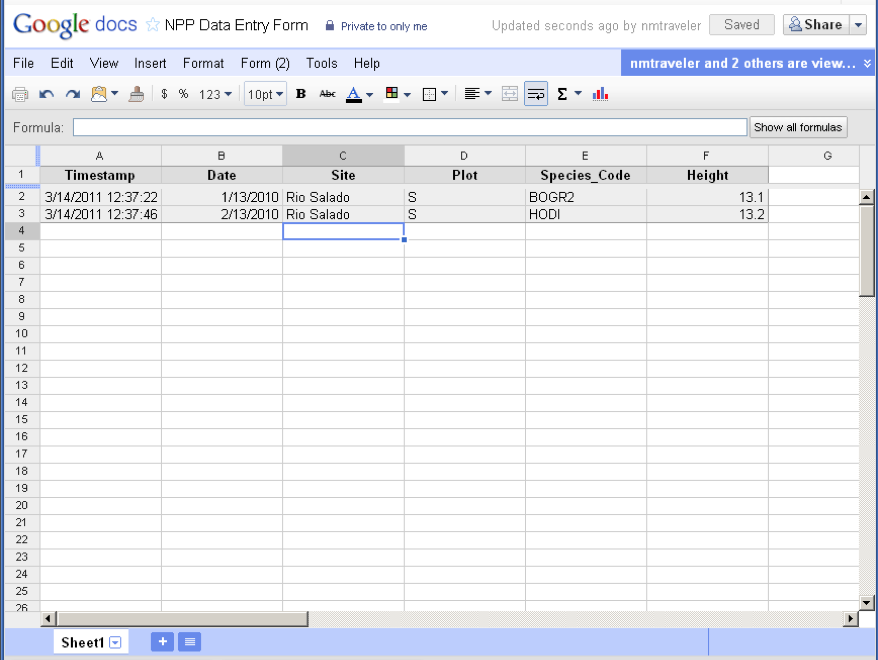 Google docs ☆ NPP Data Entry Form Private to only me Updated seconds ago by nmtraveler Saved Share
File Edit View Insert Format Form (2) Tools Help nmtraveler and 2 others are view...
$ % 123 10pt B Abc A Σ
Formula: Show all formulas
A B C D E F G
1 Timestamp Date Site Plot Species_Code Height
2 3/14/2011 12:37:22 1/13/2010 Rio Salado S BOGR2 13.1
3 3/14/2011 12:37:46 2/13/2010 Rio Salado S HODI 13.2
4
5
6
7
8
9
10
11
12
13
14
15
16
17
18
19
20
21
22
23
24
25
26
Sheet1 +